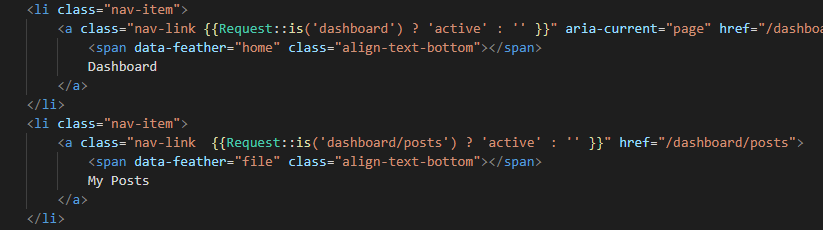 <li class="nav-item">
<a class="nav-link {{Request::is('dashboard') ? 'active' : '' }}" aria-current="page" href="/dashboa
<span data-feather="home" class="align-text-bottom"></span>
Dashboard
</a>
</li>
<li class="nav-item">
<a class="nav-link  {{Request::is('dashboard/posts') ? 'active' : '' }}" href="/dashboard/posts">
<span data-feather="file" class="align-text-bottom"></span>
My Posts
</a>
</li>